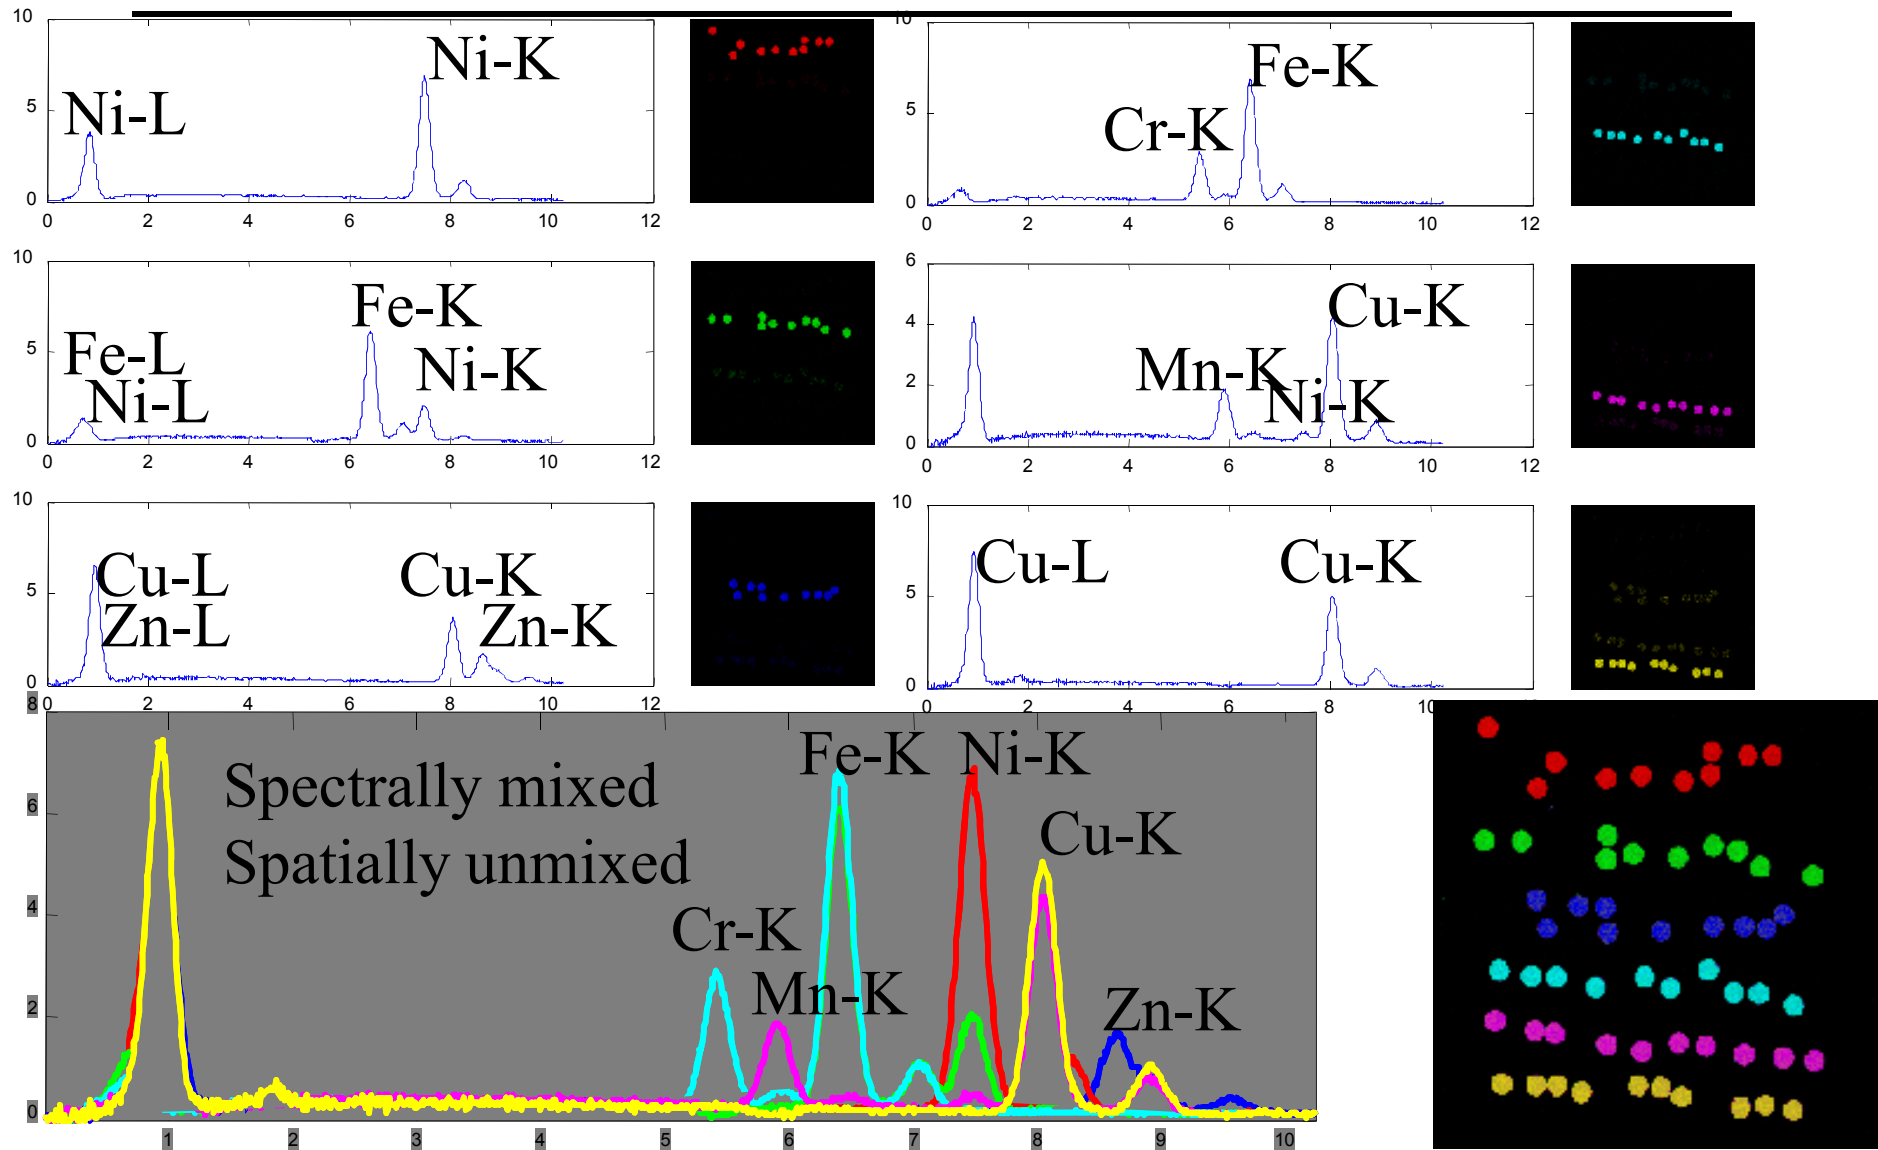 10
5
0
0 2 4 6 8 10 12
Ni-L
Ni-K
10
5
0
0 2 4 6 8 10 12
Cr-K
Fe-K
10
5
0
0 2 4 6 8 10 12
Fe-L
Ni-L
Fe-K
Ni-K
6
4
2
0
0 2 4 6 8 10 12
Mn-K
Ni-K
Cu-K
10
5
0
0 2 4 6 8 10 12
Cu-L
Zn-L
Cu-K
Zn-K
10
5
0
0 2 4 6 8 10
Cu-L
Cu-K
8
6
4
2
0
1 2 3 4 5 6 7 8 9 10
Spectrally mixed
Spatially unmixed
Cr-K
Mn-K
Fe-K
Ni-K
Cu-K
Zn-K